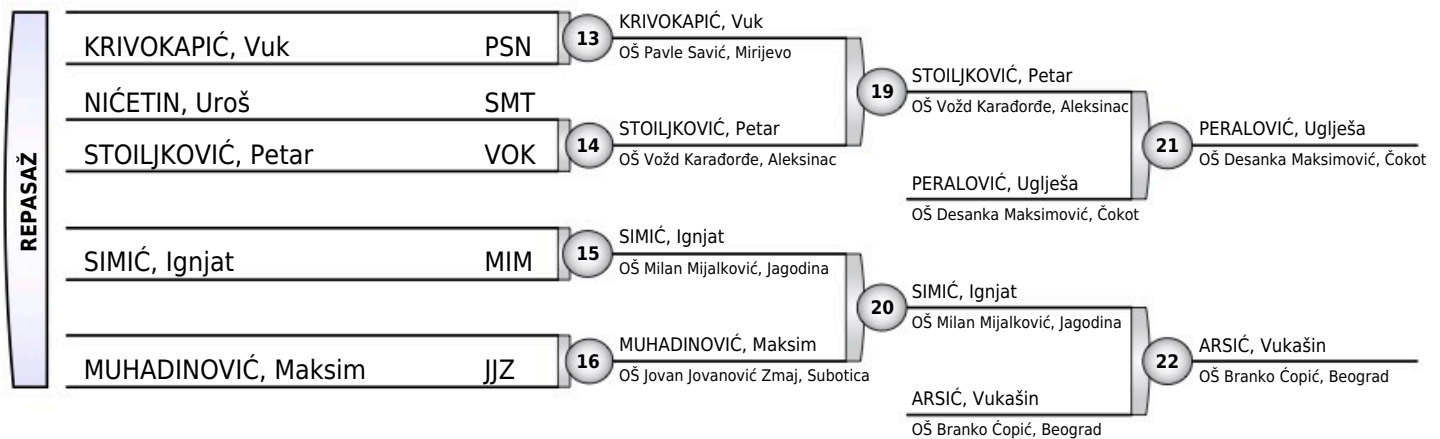 REPASAŽ
KRIVOKAPIĆ, Vuk PSN
NIĆETIN, Uroš SMT
STOILJKOVIĆ, Petar VOK
SIMIĆ, Ignjat MIM
MUHADINOVIĆ, Maksim JJZ
13
KRIVOKAPIĆ, Vuk
OŠ Pavle Savić, Mirijevo
14
STOILJKOVIĆ, Petar
OŠ Vožd Karađorđe, Aleksinac
15
SIMIĆ, Ignjat
OŠ Milan Mijalković, Jagodina
16
MUHADINOVIĆ, Maksim
OŠ Jovan Jovanović Zmaj, Subotica
19
STOILJKOVIĆ, Petar
OŠ Vožd Karađorđe, Aleksinac
PERALOVIĆ, Uglješa
OŠ Desanka Maksimović, Čokot
20
SIMIĆ, Ignjat
OŠ Milan Mijalković, Jagodina
ARSIĆ, Vukašin
OŠ Branko Ćopić, Beograd
21
PERALOVIĆ, Uglješa
OŠ Desanka Maksimović, Čokot
22
ARSIĆ, Vukašin
OŠ Branko Ćopić, Beograd